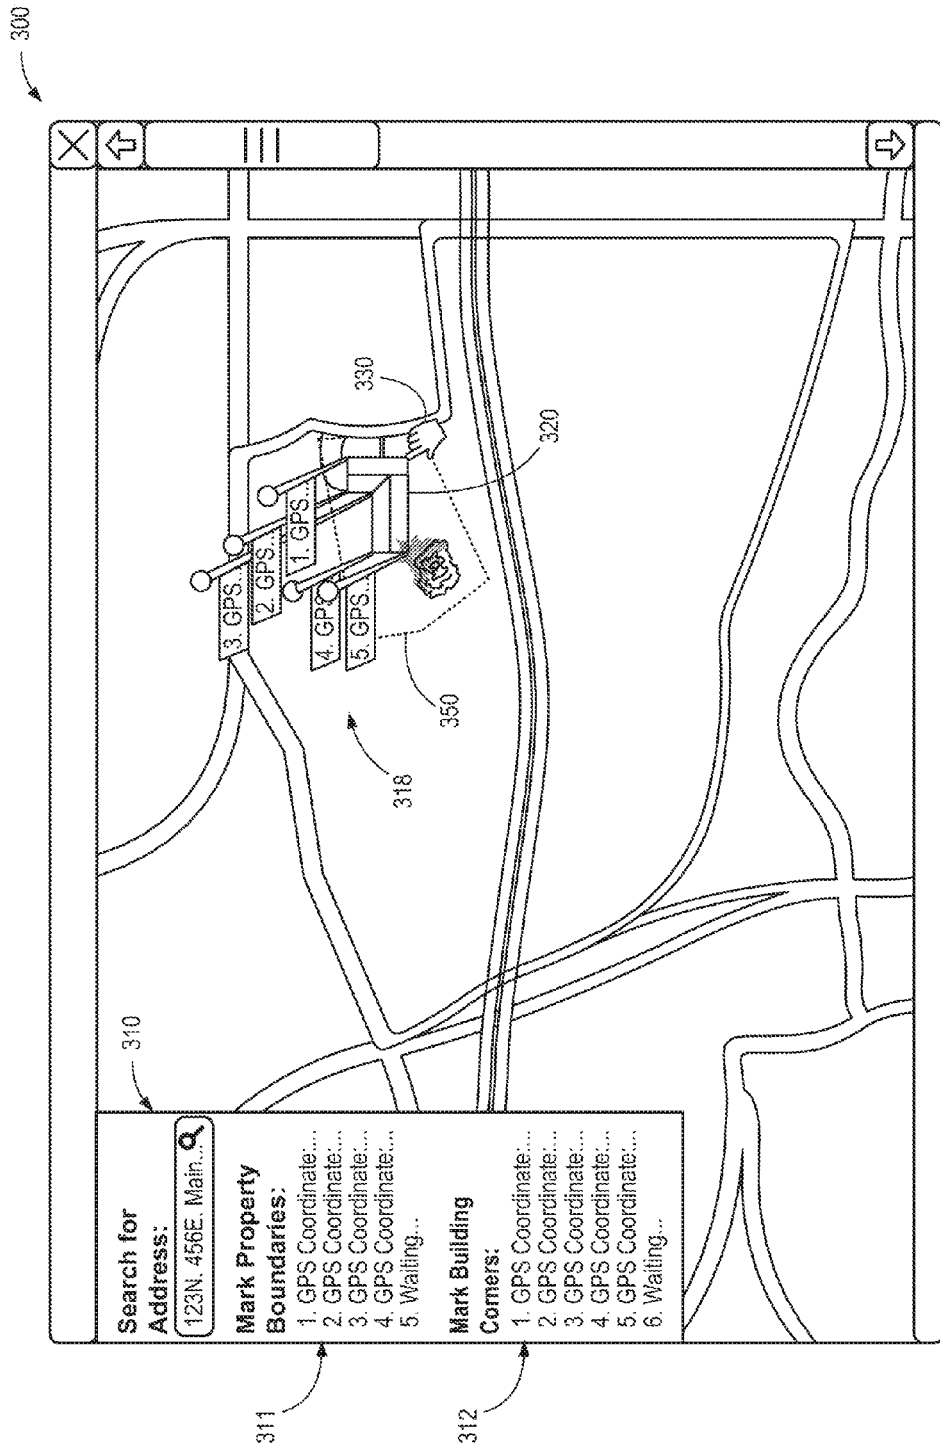 300
310
Search for
Address:
123N. 456E. Main...
Mark Property
Boundaries:
1. GPS Coordinate:...
2. GPS Coordinate:...
3. GPS Coordinate:...
4. GPS Coordinate:...
5. Waiting...
Mark Building
Corners:
1. GPS Coordinate:...
2. GPS Coordinate:...
3. GPS Coordinate:...
4. GPS Coordinate:...
5. GPS Coordinate:...
6. Waiting...
311
312
3. GPS...
2. GPS...
1. GPS...
4. GPS
5. GPS...
318
350
330
320